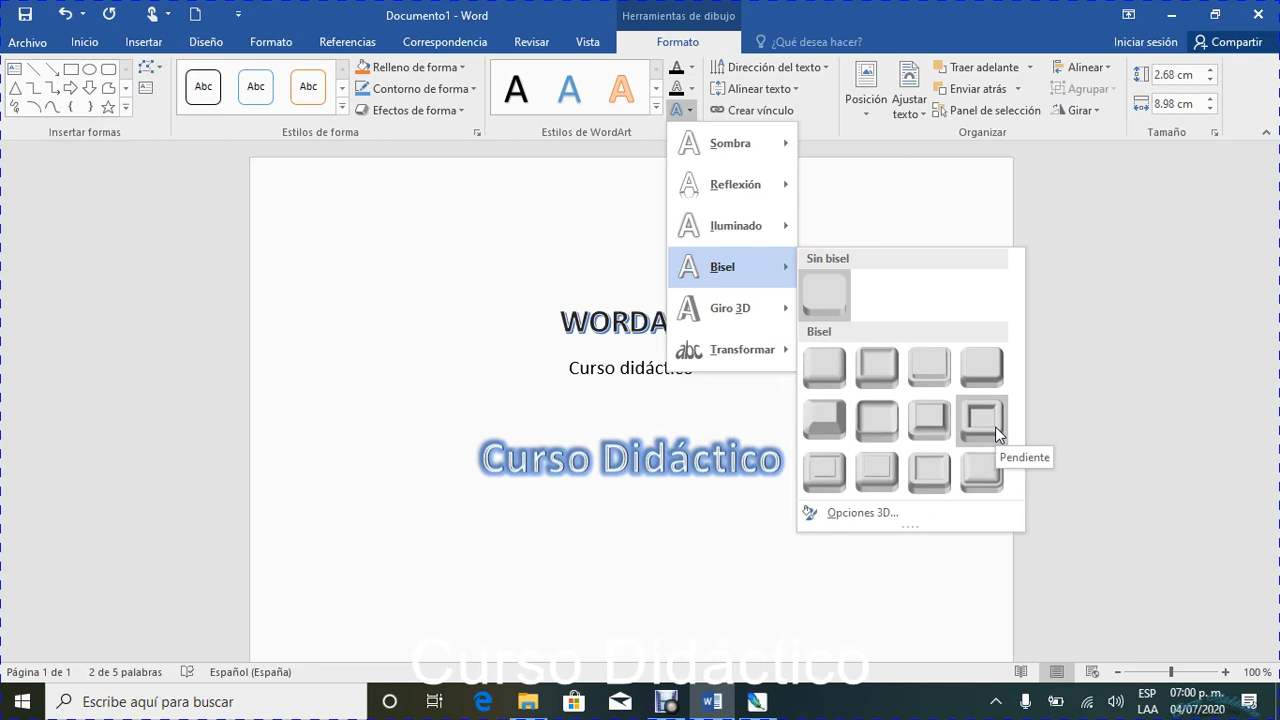 Documento1 - Word
Herramientas de dibujo
Archivo
Inicio
Insertar
Diseño
Formato
Referencias
Correspondencia
Revisar
Vista
Formato
¿Qué desea hacer?
Iniciar sesión
Compartir
Abc
Abc
Abc
Relleno de forma
Contorno de forma
Efectos de forma
A A A
A
A
A
Dirección del texto
Alinear texto
Crear vínculo
Posición
Ajustar texto
Traer adelante
Enviar atrás
Panel de selección
Alinear
Agrupar
Girar
2.68 cm
8.98 cm
Insertar formas
Estilos de forma
Estilos de WordArt
Organizar
Tamaño
A Sombra
A Reflexión
A Iluminado
A Bisel
A Giro 3D
abc Transformar
Sin bisel
Bisel
Pendiente
Opciones 3D...
WORDA
Curso didáctico
Curso Didáctico
Curso Didáctico
Página 1 de 1
2 de 5 palabras
Español (España)
100 %
Escribe aquí para buscar
ESP
LAA
07:00 p. m.
04/07/2020